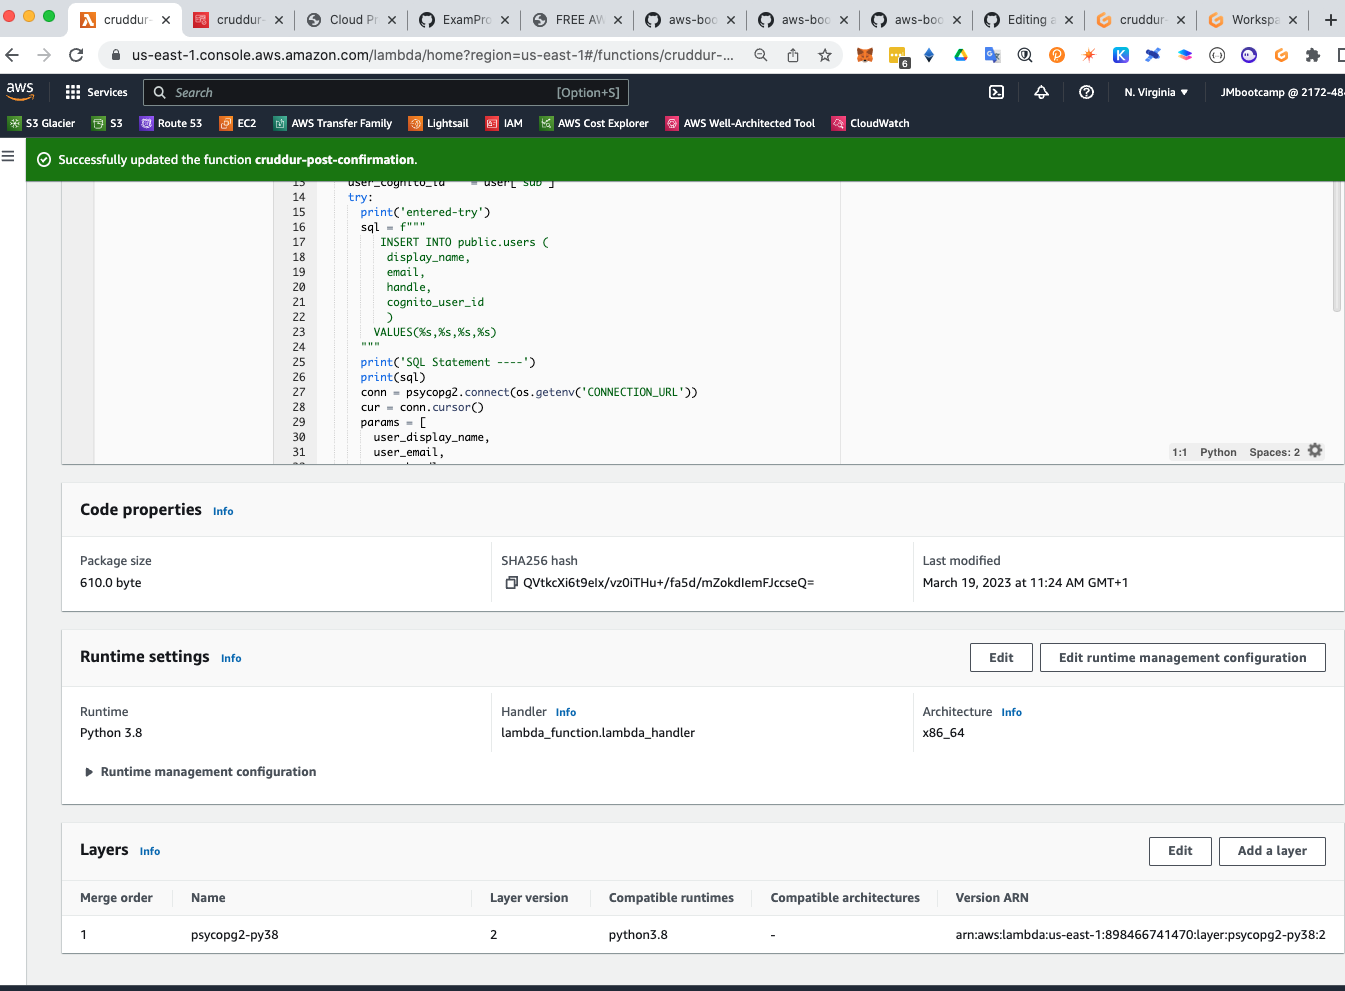 cruddur-
cruddur-
Cloud Pr
ExamPro
FREE AW
aws-boo
aws-boo
aws-boo
Editing a
cruddur-
Workspa
us-east-1.console.aws.amazon.com/lambda/home?region=us-east-1#/functions/cruddur-...
6
aws
Services
Search
[Option+S]
N. Virginia
JMbootcamp @ 2172-48
S3 Glacier
S3
Route 53
EC2
AWS Transfer Family
Lightsail
IAM
AWS Cost Explorer
AWS Well-Architected Tool
CloudWatch
Successfully updated the function cruddur-post-confirmation.
13 user_cognito_id = user['sub']
14 try:
15 print('entered-try')
16 sql = f"""
17 INSERT INTO public.users (
18 display_name,
19 email,
20 handle,
21 cognito_user_id
22 )
23 VALUES(%s,%s,%s,%s)
24 """
25 print('SQL Statement ----')
26 print(sql)
27 conn = psycopg2.connect(os.getenv('CONNECTION_URL'))
28 cur = conn.cursor()
29 params = [
30 user_display_name,
31 user_email,
1:1 Python Spaces: 2
Code properties Info
Package size
610.0 byte
SHA256 hash
QVtkcXi6t9eIx/vz0iTHu+/fa5d/mZokdIemFJccseQ=
Last modified
March 19, 2023 at 11:24 AM GMT+1
Runtime settings Info
Edit
Edit runtime management configuration
Runtime
Python 3.8
Handler Info
lambda_function.lambda_handler
Architecture Info
x86_64
Runtime management configuration
Layers Info
Edit
Add a layer
Merge order Name Layer version Compatible runtimes Compatible architectures Version ARN
1 psycopg2-py38 2 python3.8 - arn:aws:lambda:us-east-1:898466741470:layer:psycopg2-py38:2